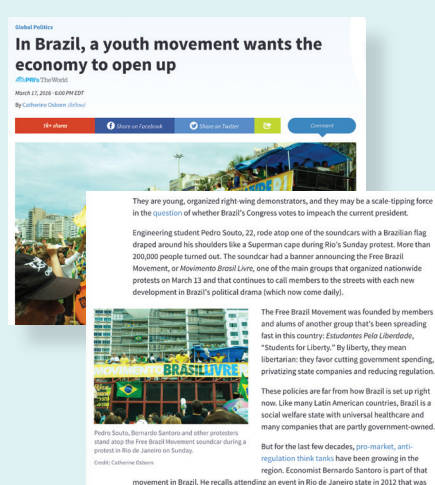 Global Politics
In Brazil, a youth movement wants the
economy to open up
PRI's The World
March 17, 2016 · 6:00 PM EDT
By Catherine Osborn (follow)
1k+ shares
Share on Facebook
Share on Twitter
Comment
They are young, organized right-wing demonstrators, and they may be a scale-tipping force
in the question of whether Brazil's Congress votes to impeach the current president.
Engineering student Pedro Souto, 22, rode atop one of the soundcars with a Brazilian flag
draped around his shoulders like a Superman cape during Rio's Sunday protest. More than
200,000 people turned out. The soundcar had a banner announcing the Free Brazil
Movement, or Movimento Brasil Livre, one of the main groups that organized nationwide
protests on March 13 and that continues to call members to the streets with each new
development in Brazil's political drama (which now come daily).
MOVIMENTO BRASIL LIVRE
Pedro Souto, Bernardo Santoro and other protesters
stand atop the Free Brazil Movement soundcar during a
protest in Rio de Janeiro on Sunday.
Credit: Catherine Osborn
The Free Brazil Movement was founded by members
and alums of another group that's been spreading
fast in this country: Estudantes Pela Liberdade,
"Students for Liberty." By liberty, they mean
libertarian: they favor cutting government spending,
privatizing state companies and reducing regulation.
These policies are far from how Brazil is set up right
now. Like many Latin American countries, Brazil is a
social welfare state with universal healthcare and
many companies that are partly government-owned.
But for the last few decades, pro-market, anti-
regulation think tanks have been growing in the
region. Economist Bernardo Santoro is part of that
movement in Brazil. He recalls attending an event in Rio de Janeiro state in 2012 that was